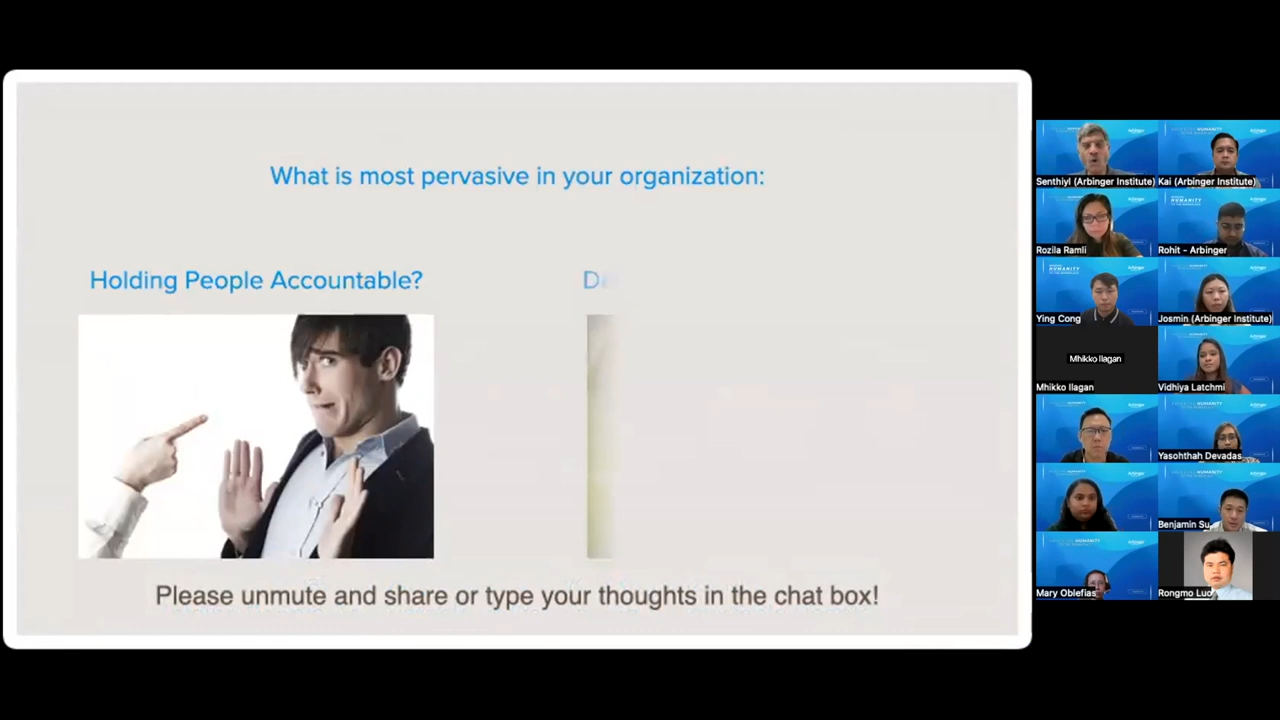 What is most pervasive in your organization:
Holding People Accountable?
Please unmute and share or type your thoughts in the chat box!
Senthiyl (Arbinger Institute)
Kai (Arbinger Institute)
Rozila Ramli
Rohit - Arbinger
Ying Cong
Josmin (Arbinger Institute)
Mhikko Ilagan
Mhikko Ilagan
Vidhiya Latchmi
Yasohthah Devadas
Benjamin Su
Mary Oblefias
Rongmo Luo